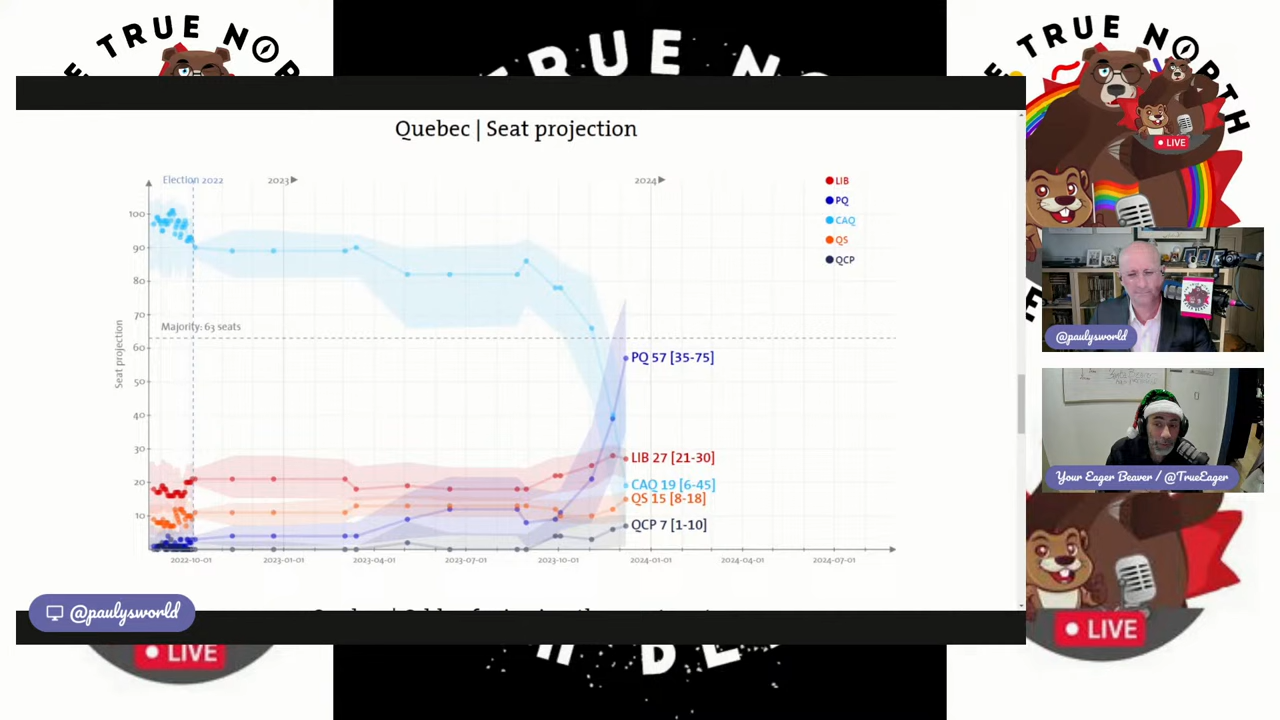 E TRUE NO
TRUE NO
E TRUE NORTH
LIVE
Quebec | Seat projection
Election 2022
2023▶
2024▶
LIB
PQ
CAQ
QS
QCP
100
90
80
70
60
50
40
30
20
10
Majority: 63 seats
Seat projection
PQ 57 [35-75]
LIB 27 [21-30]
CAQ 19 [6-45]
QS 15 [8-18]
QCP 7 [1-10]
2022-10-01
2023-01-01
2023-04-01
2023-07-01
2023-10-01
2024-01-01
2024-04-01
2024-07-01
@paulysworld
Your Eager Beaver / @TrueEager
@paulysworld
LIVE
LIVE